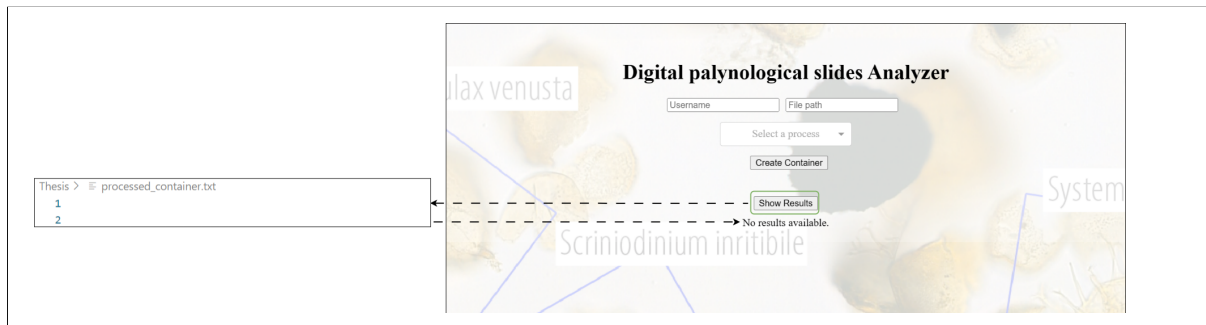 Thesis > processed_container.txt
1
2
Digital palynological slides Analyzer
ulax venusta
Username File path
Select a process
Create Container
System
Show Results
No results available.
Scriniodinium inritibile